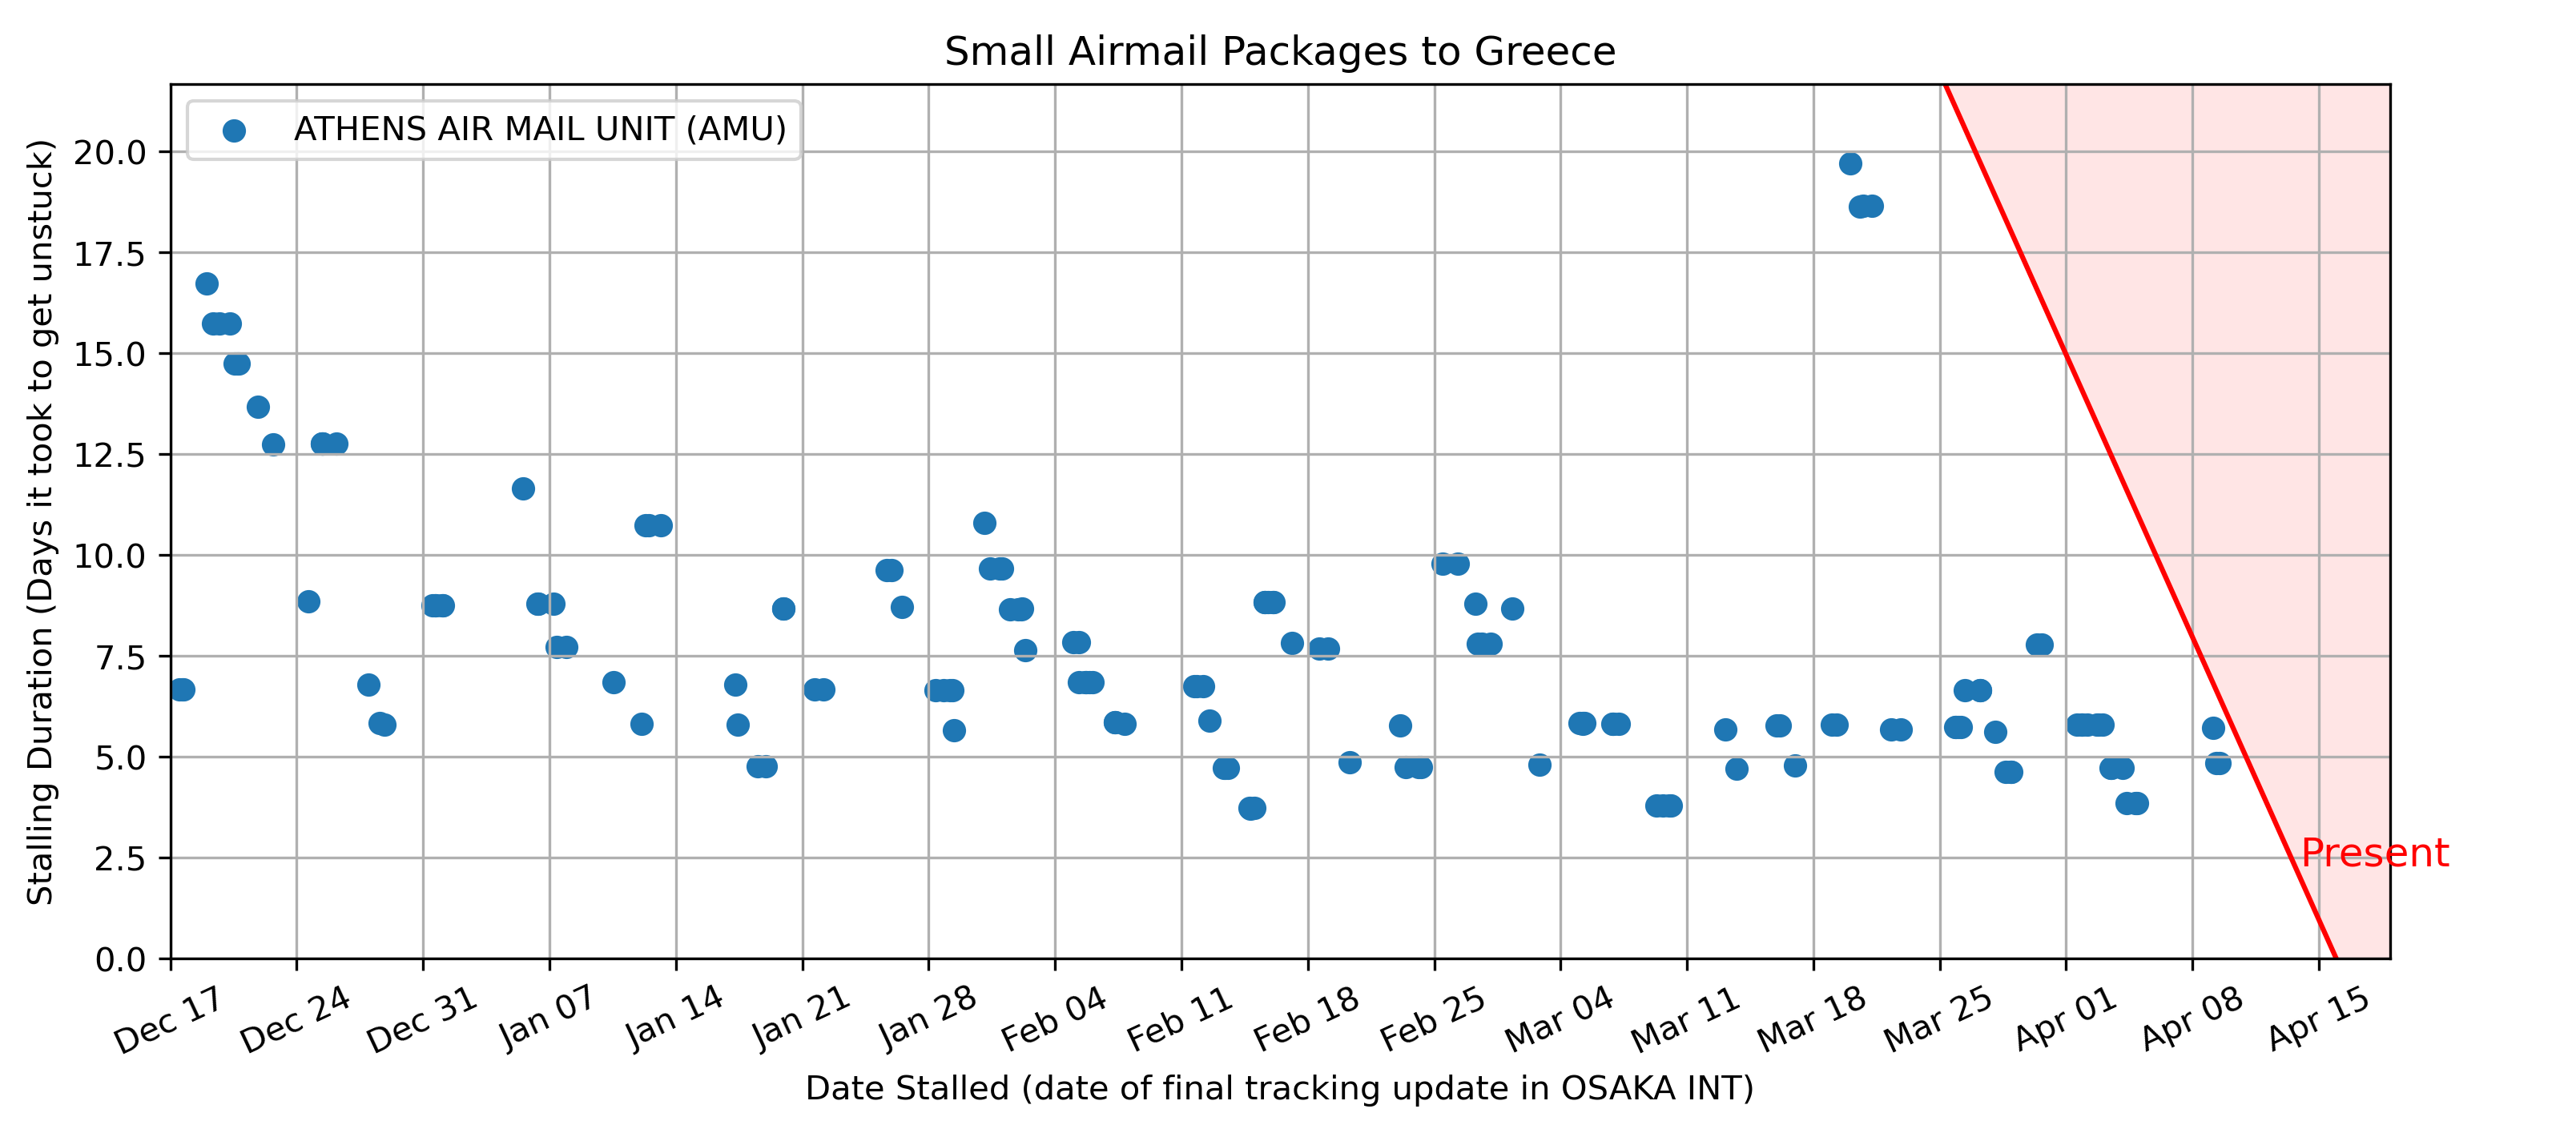 Small Airmail Packages to Greece
ATHENS AIR MAIL UNIT (AMU)
Stalling Duration (Days it took to get unstuck)
20.0
17.5
15.0
12.5
10.0
7.5
5.0
2.5
0.0
Present
Dec 17
Dec 24
Dec 31
Jan 07
Jan 14
Jan 21
Jan 28
Feb 04
Feb 11
Feb 18
Feb 25
Mar 04
Mar 11
Mar 18
Mar 25
Apr 01
Apr 08
Apr 15
Date Stalled (date of final tracking update in OSAKA INT)